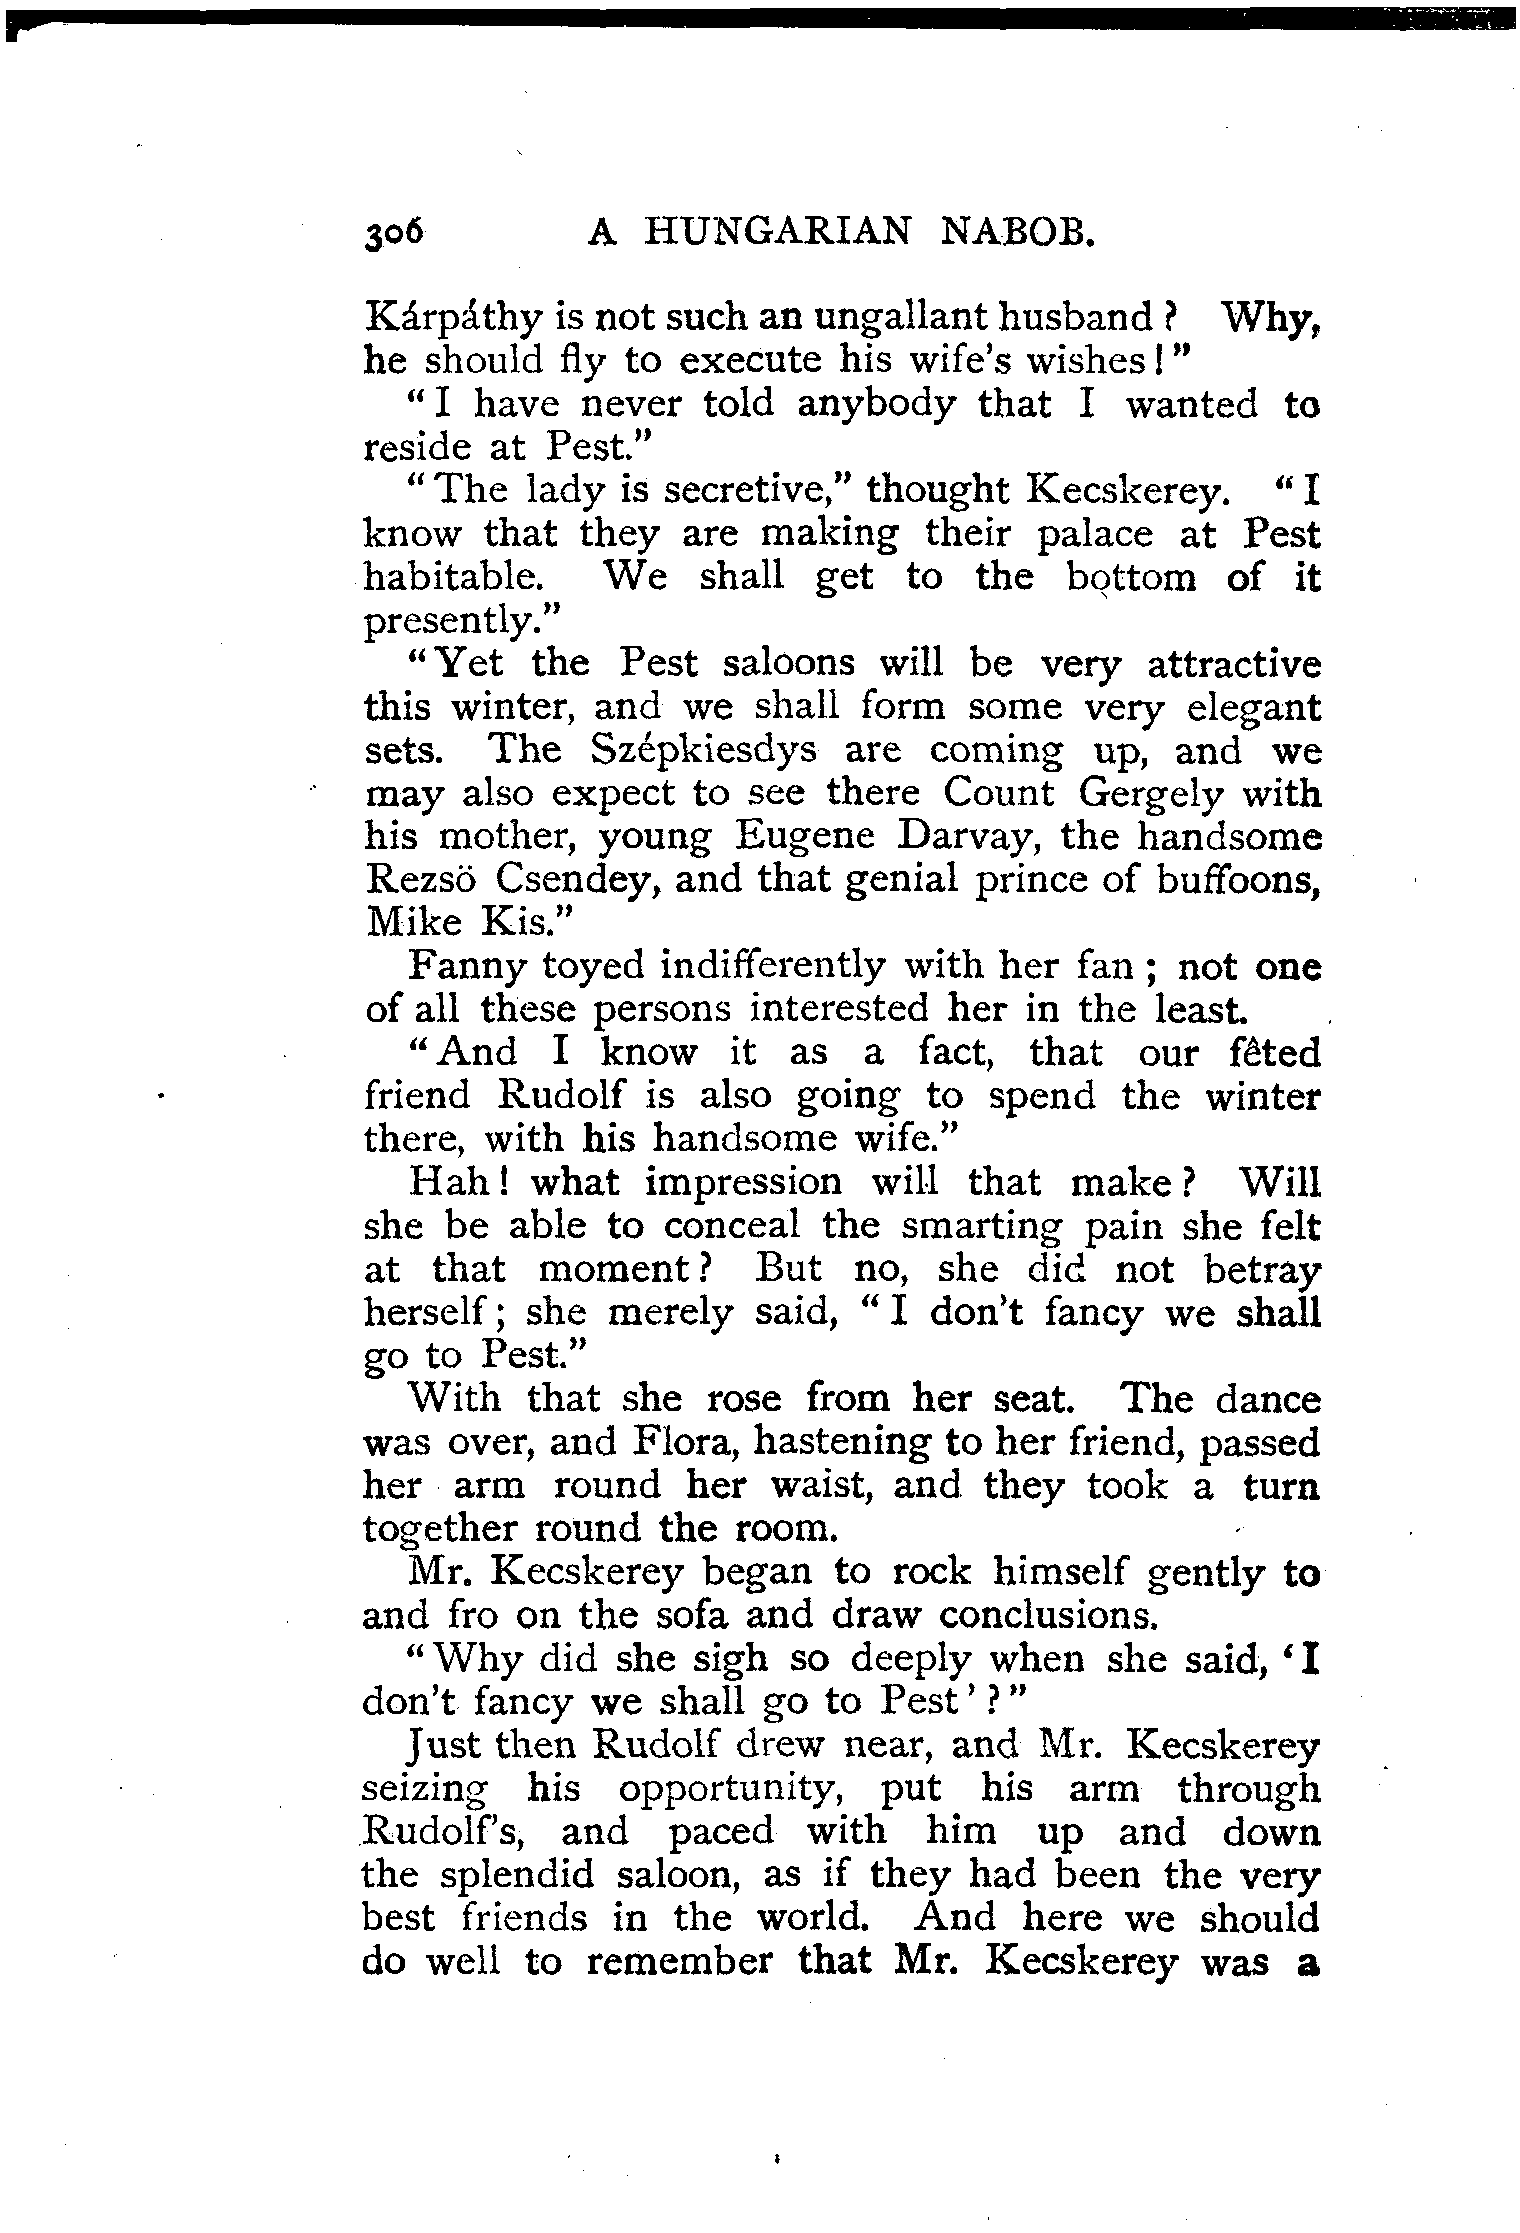 306 A HUNGARIAN NABOB.
Kárpáthy is not such an ungallant husband? Why,
he should fly to execute his wife's wishes!"
"I have never told anybody that I wanted to
reside at Pest."
"The lady is secretive," thought Kecskerey. "I
know that they are making their palace at Pest
habitable. We shall get to the bottom of it
presently."
"Yet the Pest saloons will be very attractive
this winter, and we shall form some very elegant
sets. The Szépkiesdys are coming up, and we
may also expect to see there Count Gergely with
his mother, young Eugene Darvay, the handsome
Rezsö Csendey, and that genial prince of buffoons,
Mike Kis."
Fanny toyed indifferently with her fan; not one
of all these persons interested her in the least.
"And I know it as a fact, that our fêted
friend Rudolf is also going to spend the winter
there, with his handsome wife."
Hah! what impression will that make? Will
she be able to conceal the smarting pain she felt
at that moment? But no, she did not betray
herself; she merely said, "I don't fancy we shall
go to Pest."
With that she rose from her seat. The dance
was over, and Flora, hastening to her friend, passed
her arm round her waist, and they took a turn
together round the room.
Mr. Kecskerey began to rock himself gently to
and fro on the sofa and draw conclusions.
"Why did she sigh so deeply when she said, 'I
don't fancy we shall go to Pest'?"
Just then Rudolf drew near, and Mr. Kecskerey
seizing his opportunity, put his arm through
Rudolf's, and paced with him up and down
the splendid saloon, as if they had been the very
best friends in the world. And here we should
do well to remember that Mr. Kecskerey was a